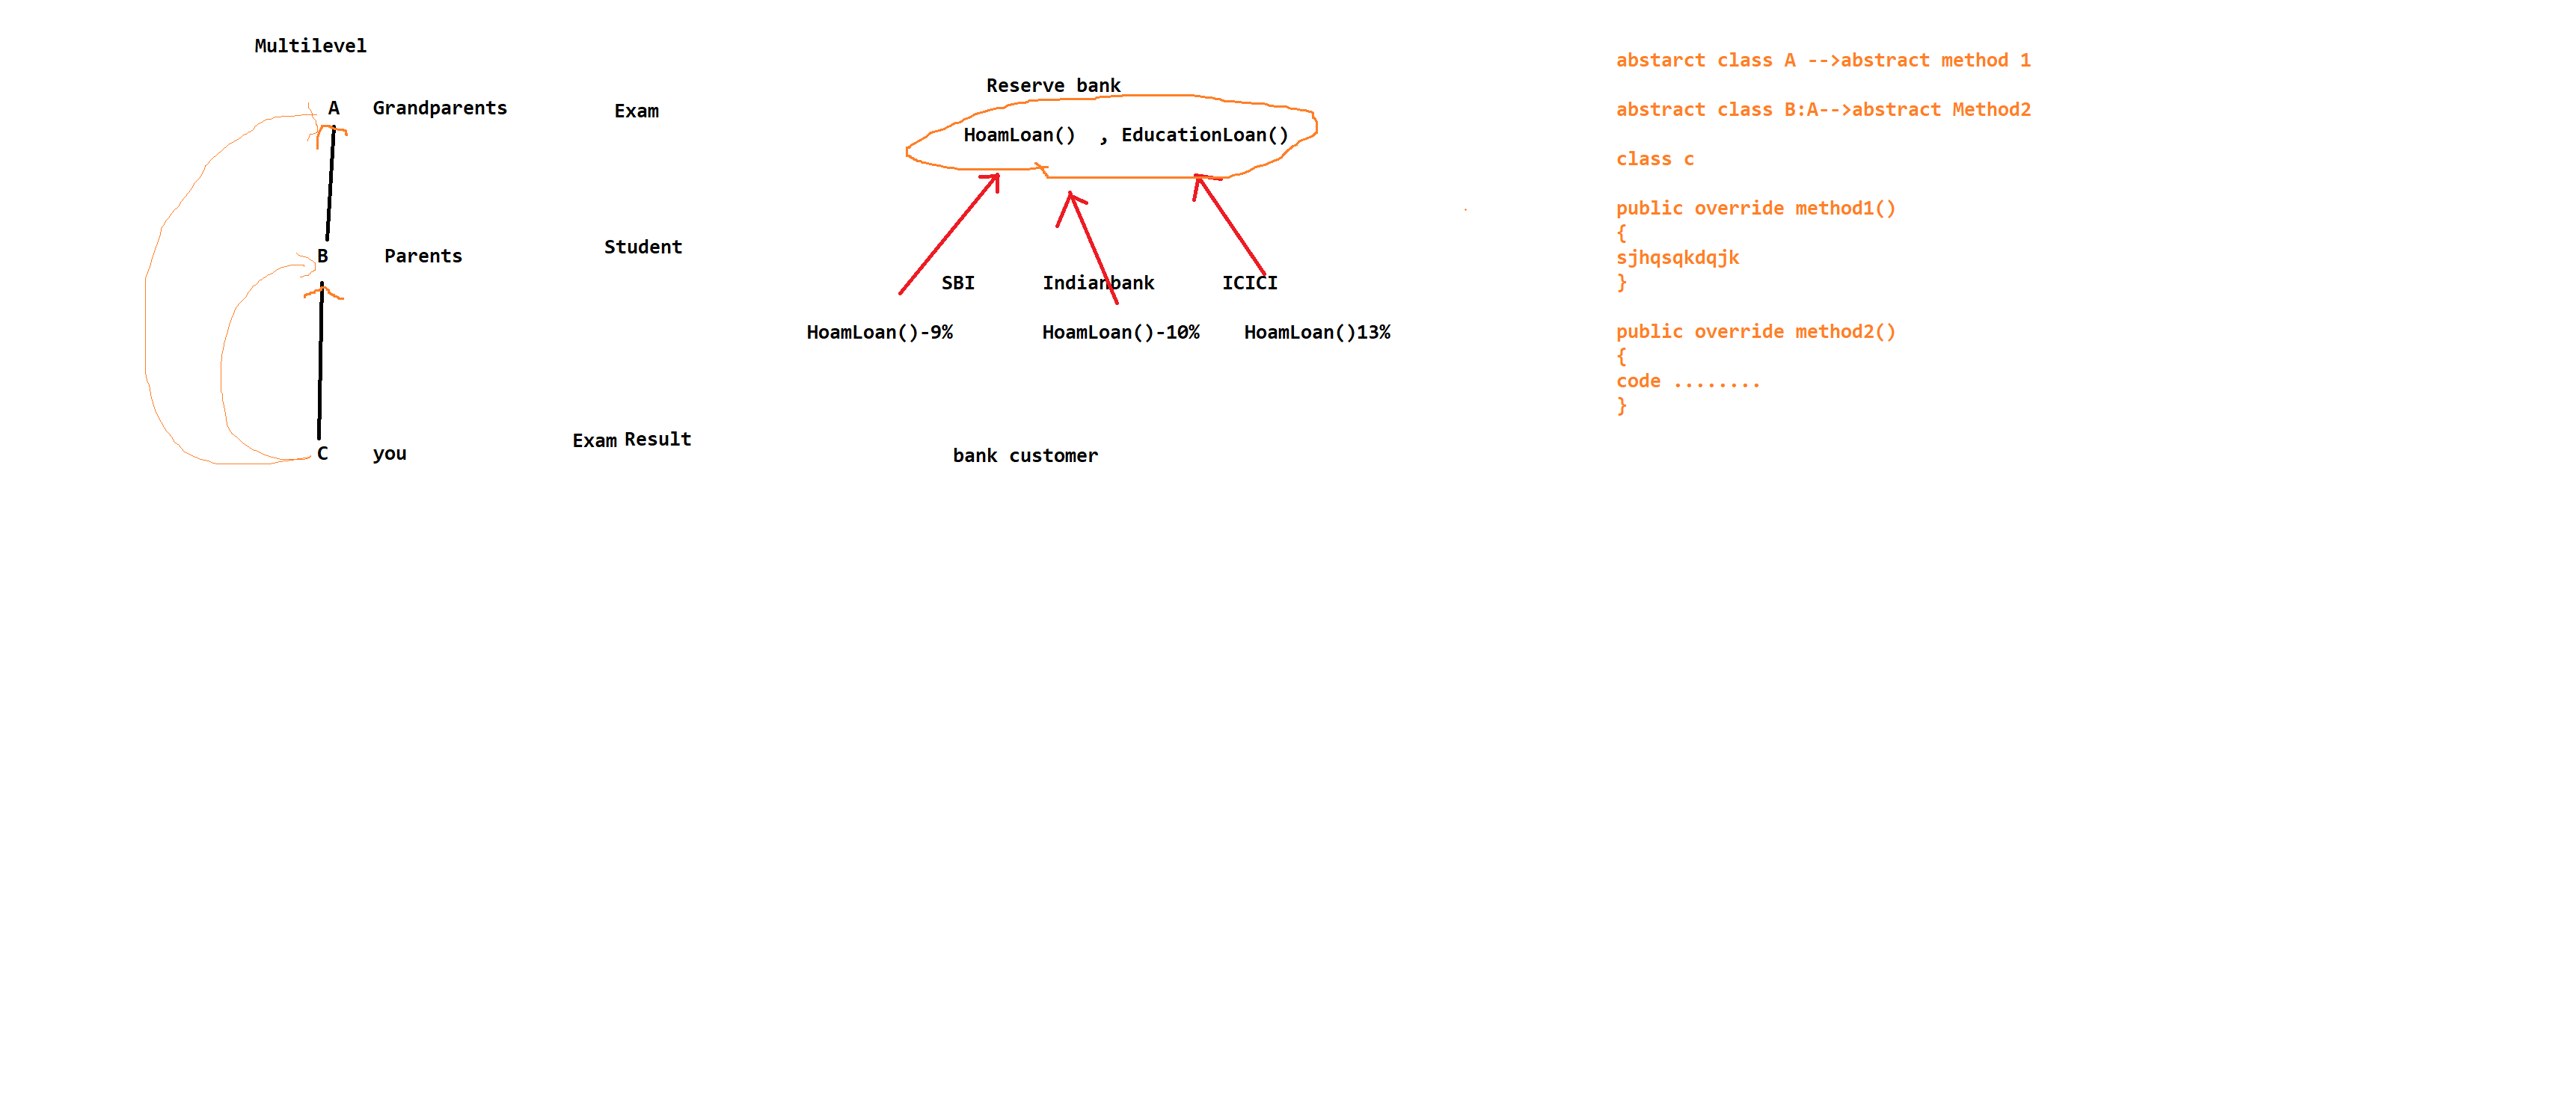 Multilevel
A Grandparents
B Parents
C you
Exam
Student
Exam Result
Reserve bank
HoamLoan() , EducationLoan()
SBI Indianbank ICICI
HoamLoan()-9% HoamLoan()-10% HoamLoan()13%
bank customer
abstarct class A -->abstract method 1
abstract class B:A-->abstract Method2
class c
public override method1()
{
sjhqsqkdqjk
}
public override method2()
{
code ........
}